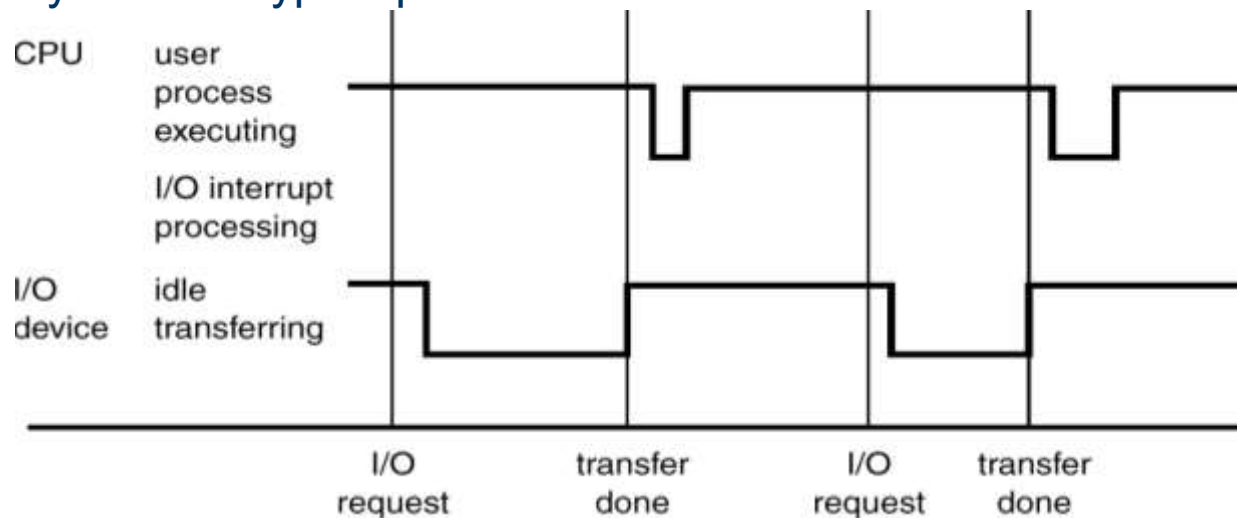 CPU user
process
executing
I/O interrupt
processing
I/O idle
device transferring
I/O transfer I/O transfer
request done request done